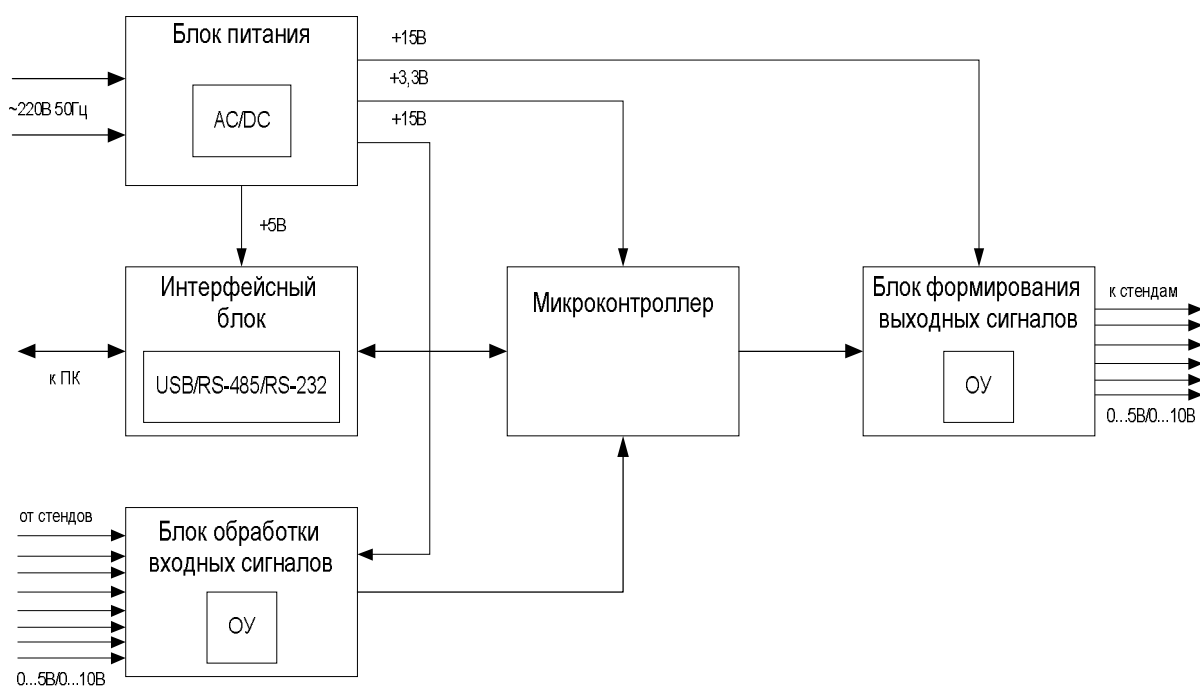 Блок питания
AC/DC
~220В 50Гц
+15В
+3,3В
+15В
+5В
Интерфейсный
блок
USB/RS-485/RS-232
к ПК
Микроконтроллер
Блок формирования
выходных сигналов
ОУ
к стендам
0...5В/0...10В
от стендов
Блок обработки
входных сигналов
ОУ
0...5В/0...10В